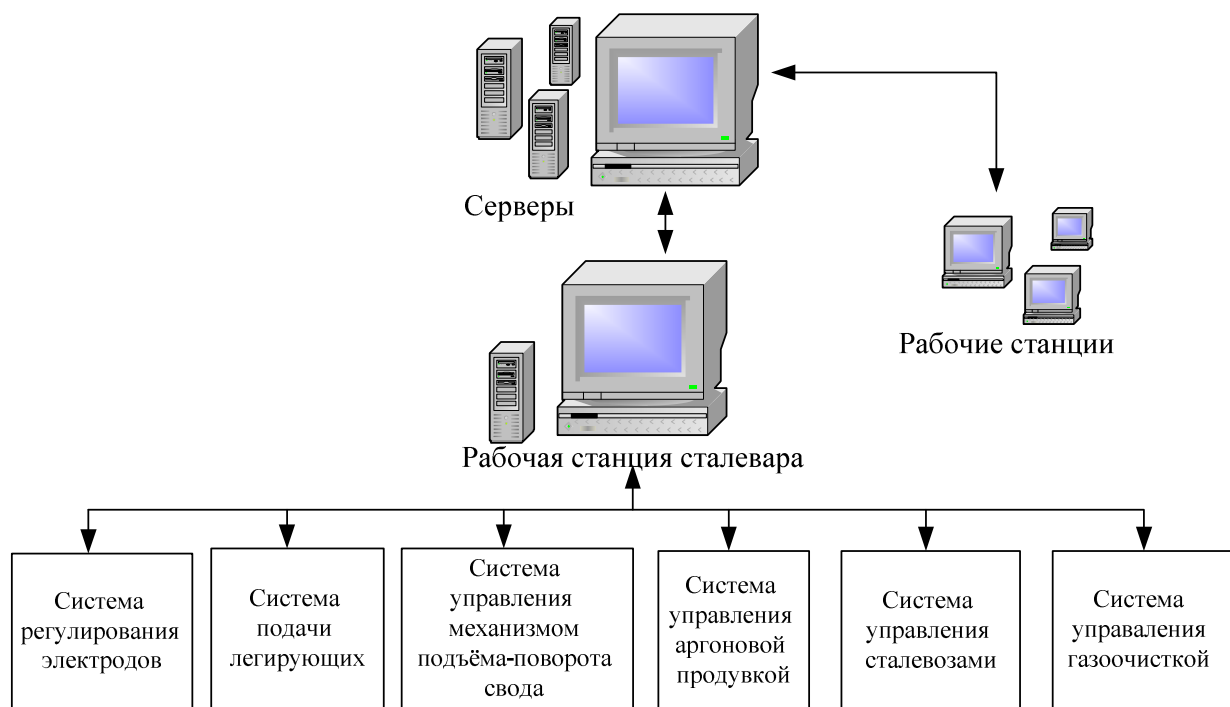 Серверы
Рабочие станции
Рабочая станция сталевара
Система
регулирования
электродов
Система
подачи
легирующих
Система
управления
механизмом
подъёма-поворота
свода
Система
управления
аргоновой
продувкой
Система
управления
сталевозами
Система
управаления
газоочисткой